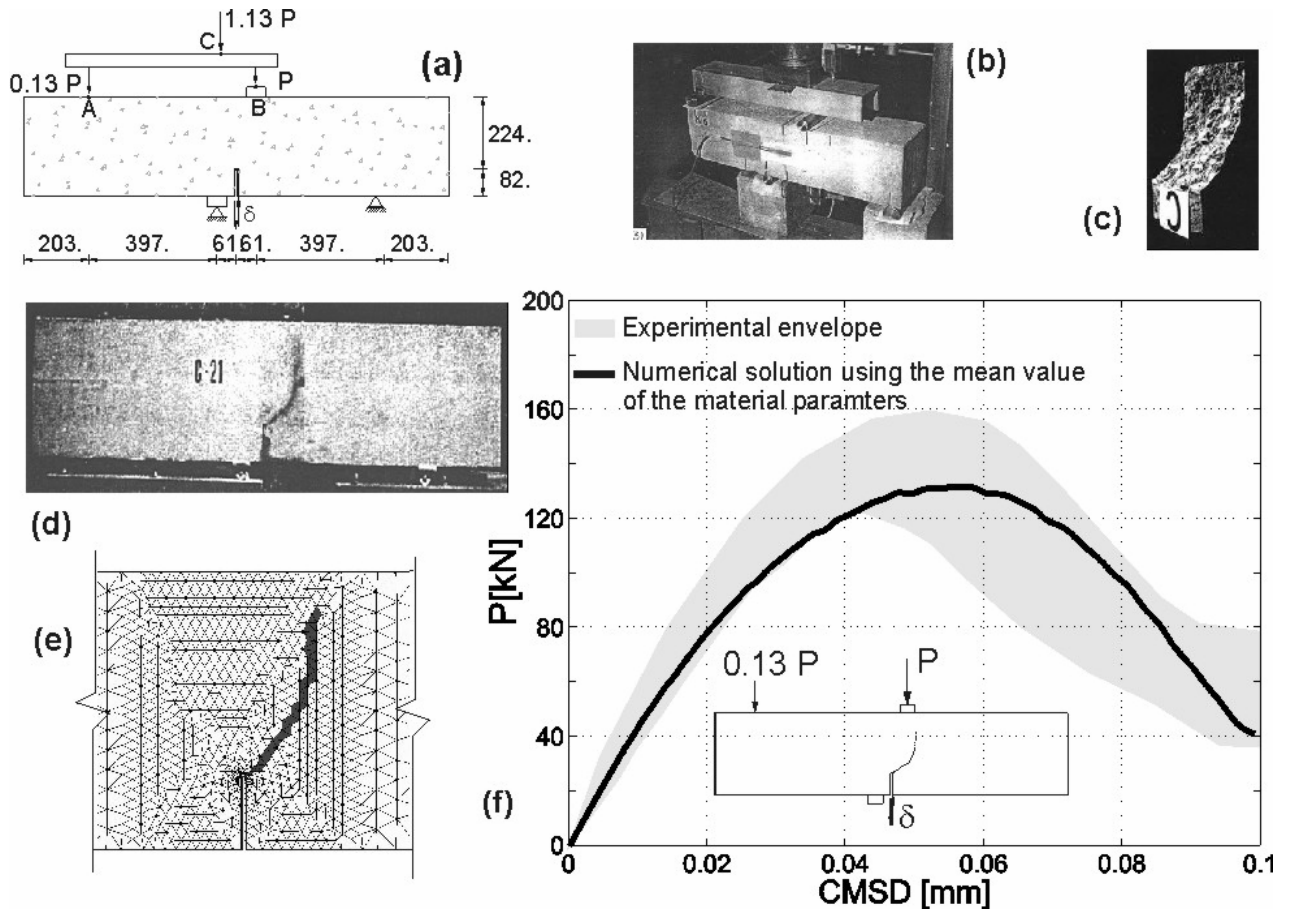 1.13 P
C
(a)
0.13 P
P
A
B
224.
82.
δ
203. 397. 61 61. 397. 203.
(b)
(c)
C
C-21
(d)
(e)
200
160
120
80
40
0
P[kN]
Experimental envelope
Numerical solution using the mean value
of the material paramters
0.13 P
P
δ
(f)
0 0.02 0.04 0.06 0.08 0.1
CMSD [mm]